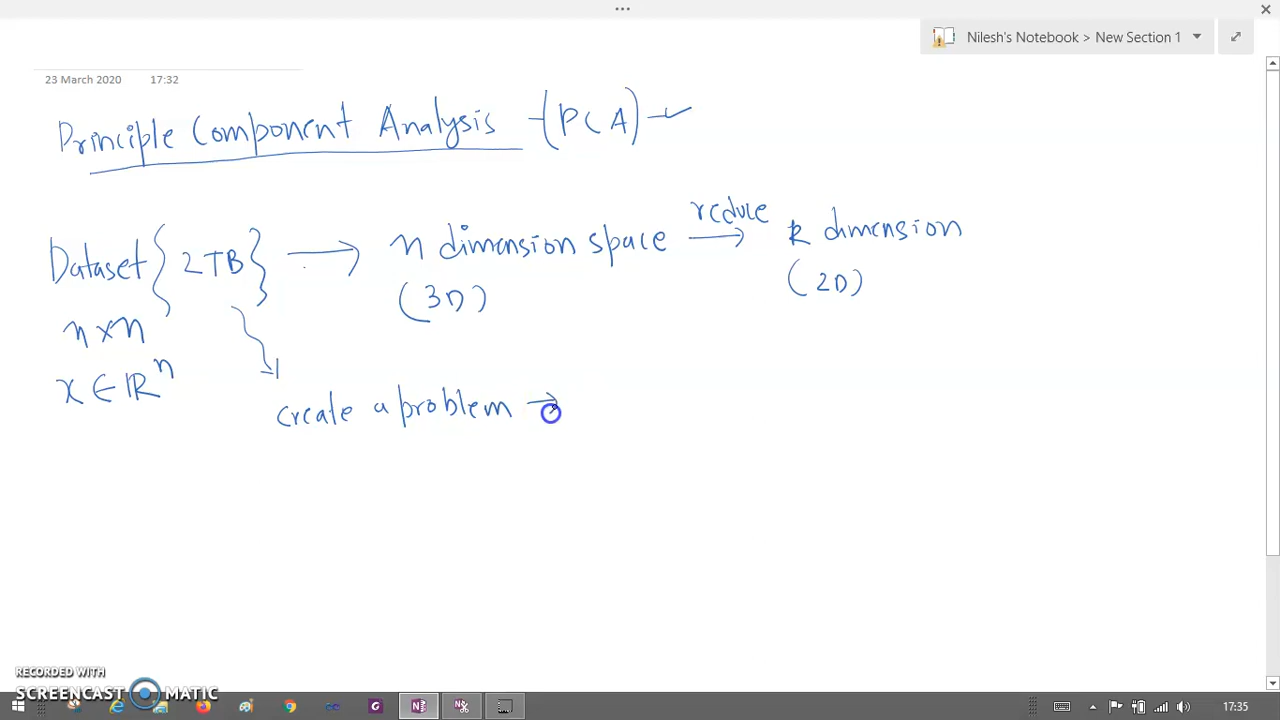 Nilesh's Notebook > New Section 1
23 March 2020 17:32
Principle Component Analysis - (PCA)
reduce
Dataset { 2TB } → n dimension space → k dimension
(3D) (2D)
n x n
x ∈ ℝⁿ
create a problem →
RECORDED WITH
SCREENCAST MATIC
17:35